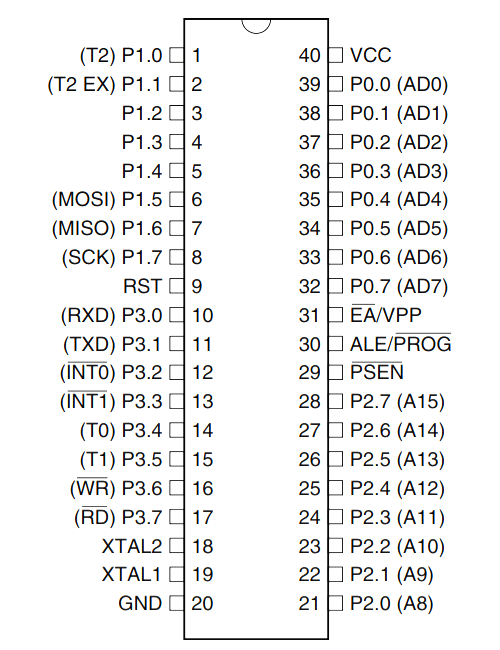 (T2) P1.0 1 40 VCC
(T2 EX) P1.1 2 39 P0.0 (AD0)
P1.2 3 38 P0.1 (AD1)
P1.3 4 37 P0.2 (AD2)
P1.4 5 36 P0.3 (AD3)
(MOSI) P1.5 6 35 P0.4 (AD4)
(MISO) P1.6 7 34 P0.5 (AD5)
(SCK) P1.7 8 33 P0.6 (AD6)
RST 9 32 P0.7 (AD7)
(RXD) P3.0 10 31 E̅A̅/VPP
(TXD) P3.1 11 30 ALE/P̅R̅O̅G̅
(I̅N̅T̅0̅) P3.2 12 29 P̅S̅E̅N̅
(I̅N̅T̅1̅) P3.3 13 28 P2.7 (A15)
(T0) P3.4 14 27 P2.6 (A14)
(T1) P3.5 15 26 P2.5 (A13)
(W̅R̅) P3.6 16 25 P2.4 (A12)
(R̅D̅) P3.7 17 24 P2.3 (A11)
XTAL2 18 23 P2.2 (A10)
XTAL1 19 22 P2.1 (A9)
GND 20 21 P2.0 (A8)